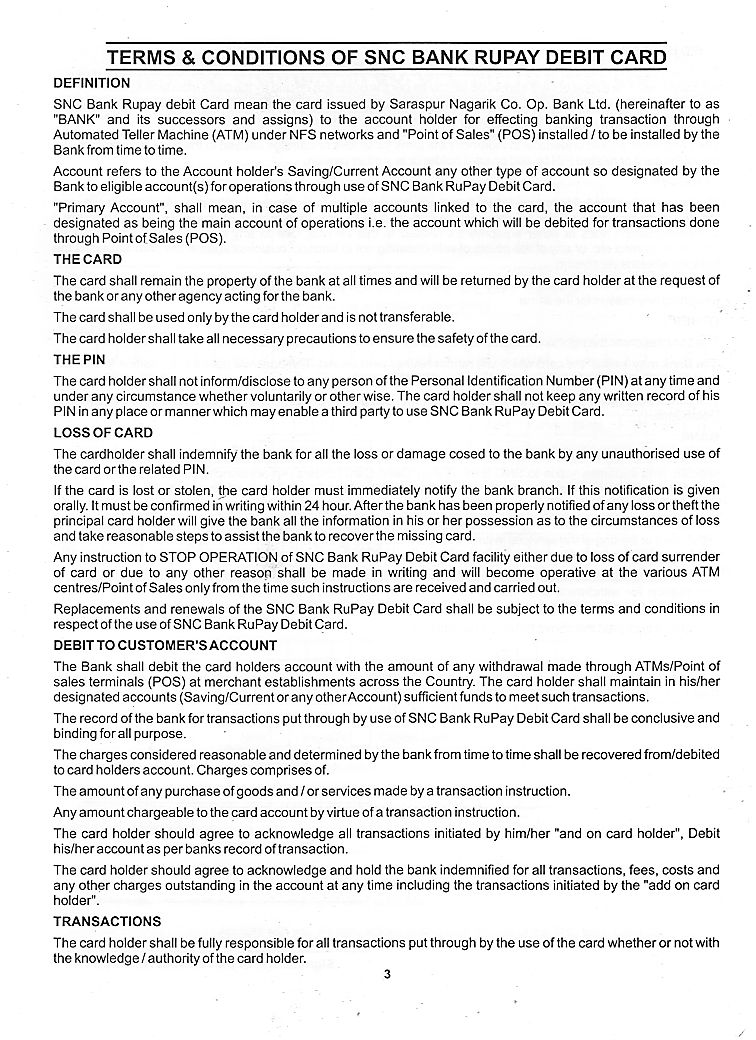 TERMS & CONDITIONS OF SNC BANK RUPAY DEBIT CARD
DEFINITION
SNC Bank Rupay debit Card mean the card issued by Saraspur Nagarik Co. Op. Bank Ltd. (hereinafter to as
"BANK" and its successors and assigns) to the account holder for effecting banking transaction through
Automated Teller Machine (ATM) under NFS networks and "Point of Sales" (POS) installed / to be installed by the
Bank from time to time.
Account refers to the Account holder's Saving/Current Account any other type of account so designated by the
Bank to eligible account(s) for operations through use of SNC Bank RuPay Debit Card.
"Primary Account", shall mean, in case of multiple accounts linked to the card, the account that has been
designated as being the main account of operations i.e. the account which will be debited for transactions done
through Point of Sales (POS).
THE CARD
The card shall remain the property of the bank at all times and will be returned by the card holder at the request of
the bank or any other agency acting for the bank.
The card shall be used only by the card holder and is not transferable.
The card holder shall take all necessary precautions to ensure the safety of the card.
THE PIN
The card holder shall not inform/disclose to any person of the Personal Identification Number (PIN) at any time and
under any circumstance whether voluntarily or other wise. The card holder shall not keep any written record of his
PIN in any place or manner which may enable a third party to use SNC Bank RuPay Debit Card.
LOSS OF CARD
The cardholder shall indemnify the bank for all the loss or damage cosed to the bank by any unauthorised use of
the card or the related PIN.
If the card is lost or stolen, the card holder must immediately notify the bank branch. If this notification is given
orally. It must be confirmed in writing within 24 hour. After the bank has been properly notified of any loss or theft the
principal card holder will give the bank all the information in his or her possession as to the circumstances of loss
and take reasonable steps to assist the bank to recover the missing card.
Any instruction to STOP OPERATION of SNC Bank RuPay Debit Card facility either due to loss of card surrender
of card or due to any other reason shall be made in writing and will become operative at the various ATM
centres/Point of Sales only from the time such instructions are received and carried out.
Replacements and renewals of the SNC Bank RuPay Debit Card shall be subject to the terms and conditions in
respect of the use of SNC Bank RuPay Debit Card.
DEBIT TO CUSTOMER'S ACCOUNT
The Bank shall debit the card holders account with the amount of any withdrawal made through ATMs/Point of
sales terminals (POS) at merchant establishments across the Country. The card holder shall maintain in his/her
designated accounts (Saving/Current or any other Account) sufficient funds to meet such transactions.
The record of the bank for transactions put through by use of SNC Bank RuPay Debit Card shall be conclusive and
binding for all purpose.
The charges considered reasonable and determined by the bank from time to time shall be recovered from/debited
to card holders account. Charges comprises of.
The amount of any purchase of goods and / or services made by a transaction instruction.
Any amount chargeable to the card account by virtue of a transaction instruction.
The card holder should agree to acknowledge all transactions initiated by him/her "and on card holder", Debit
his/her account as per banks record of transaction.
The card holder should agree to acknowledge and hold the bank indemnified for all transactions, fees, costs and
any other charges outstanding in the account at any time including the transactions initiated by the "add on card
holder".
TRANSACTIONS
The card holder shall be fully responsible for all transactions put through by the use of the card whether or not with
the knowledge / authority of the card holder.
3